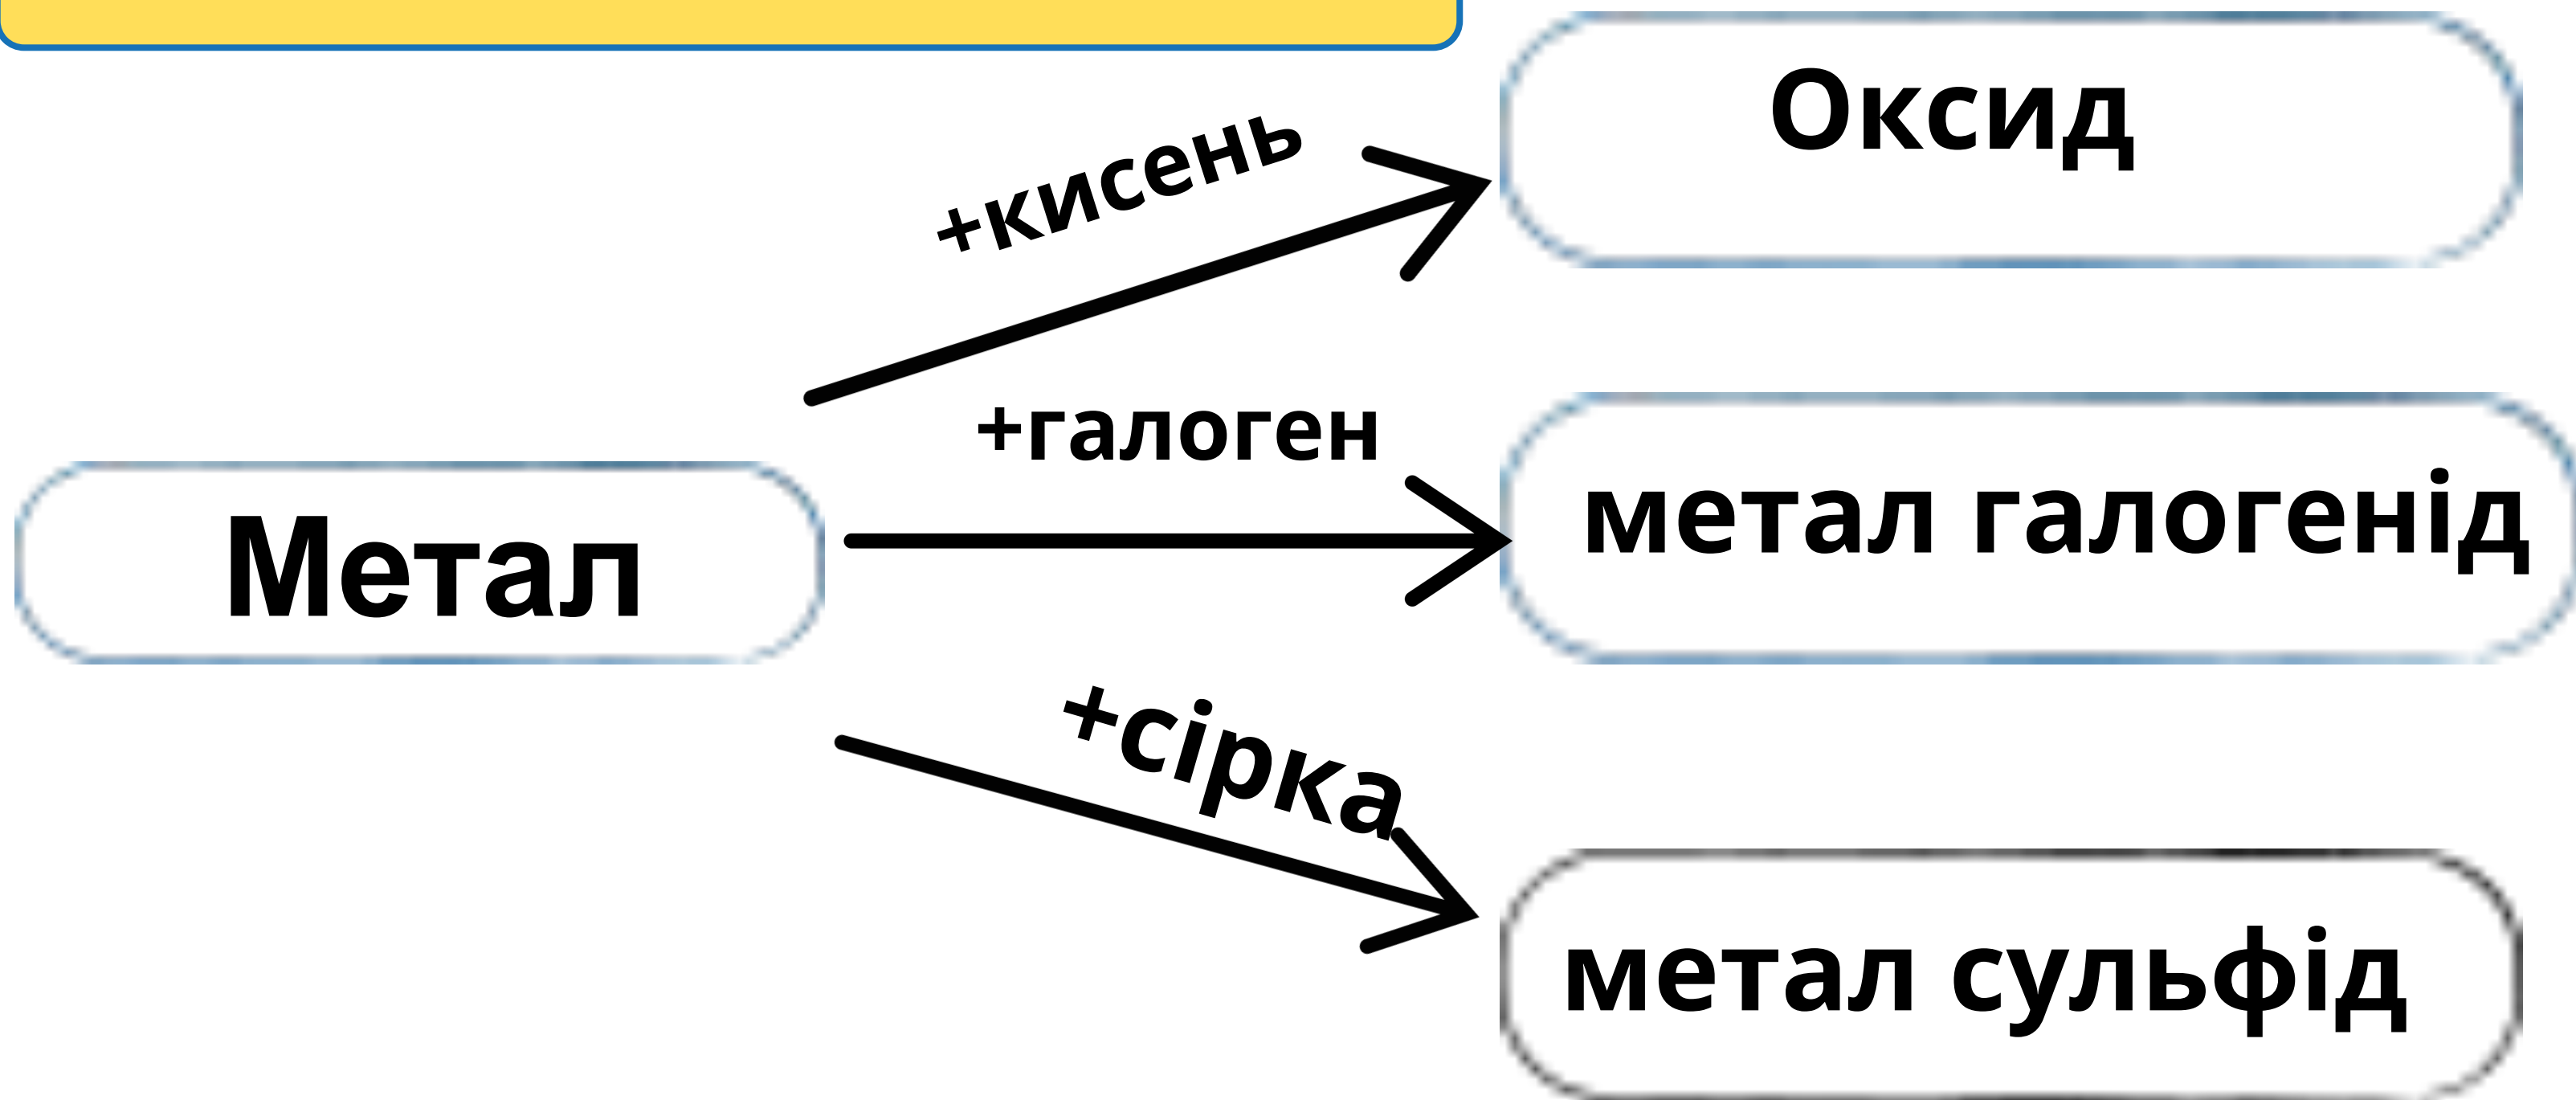 Оксид
+кисень
+галоген
метал галогенід
Метал
+сірка
метал сульфід